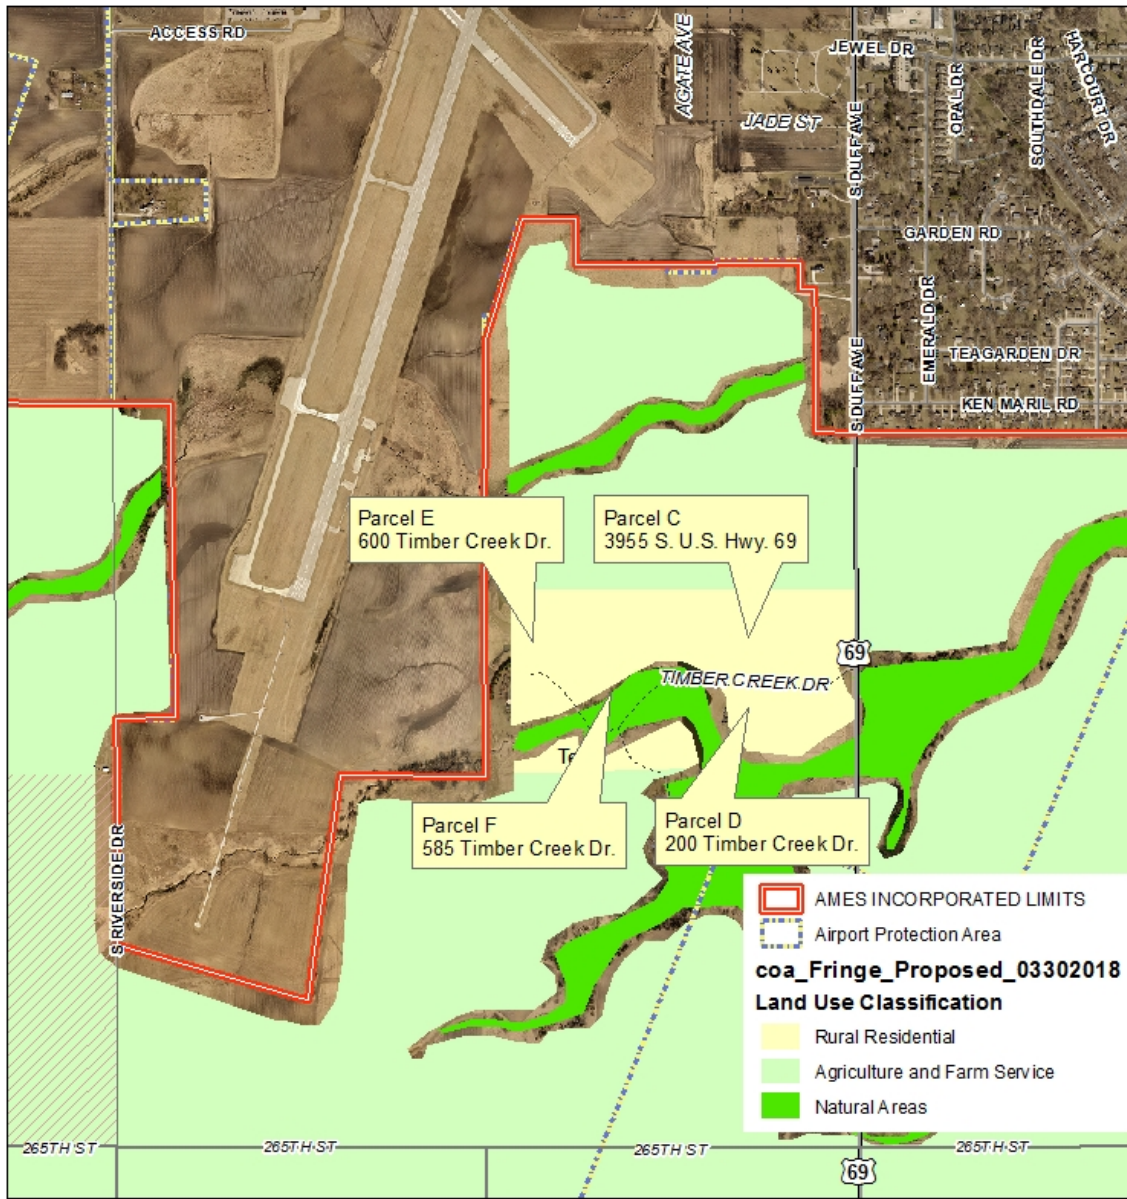 ACCESS RD
AGATE AVE
JEWEL DR
OPAL DR
SOUTHDALE DR
HARCOURT DR
JADE ST
S DUFF AVE
GARDEN RD
EMERALD DR
TEAGARDEN DR
S DUFF AVE
KEN MARIL RD
Parcel E
600 Timber Creek Dr.
Parcel C
3955 S. U.S. Hwy. 69
69
TIMBER CREEK DR
Te
Parcel F
585 Timber Creek Dr.
Parcel D
200 Timber Creek Dr.
S RIVERSIDE DR
AMES INCORPORATED LIMITS
Airport Protection Area
coa_Fringe_Proposed_03302018
Land Use Classification
Rural Residential
Agriculture and Farm Service
Natural Areas
265TH ST
265TH ST
265TH ST
265TH ST
69